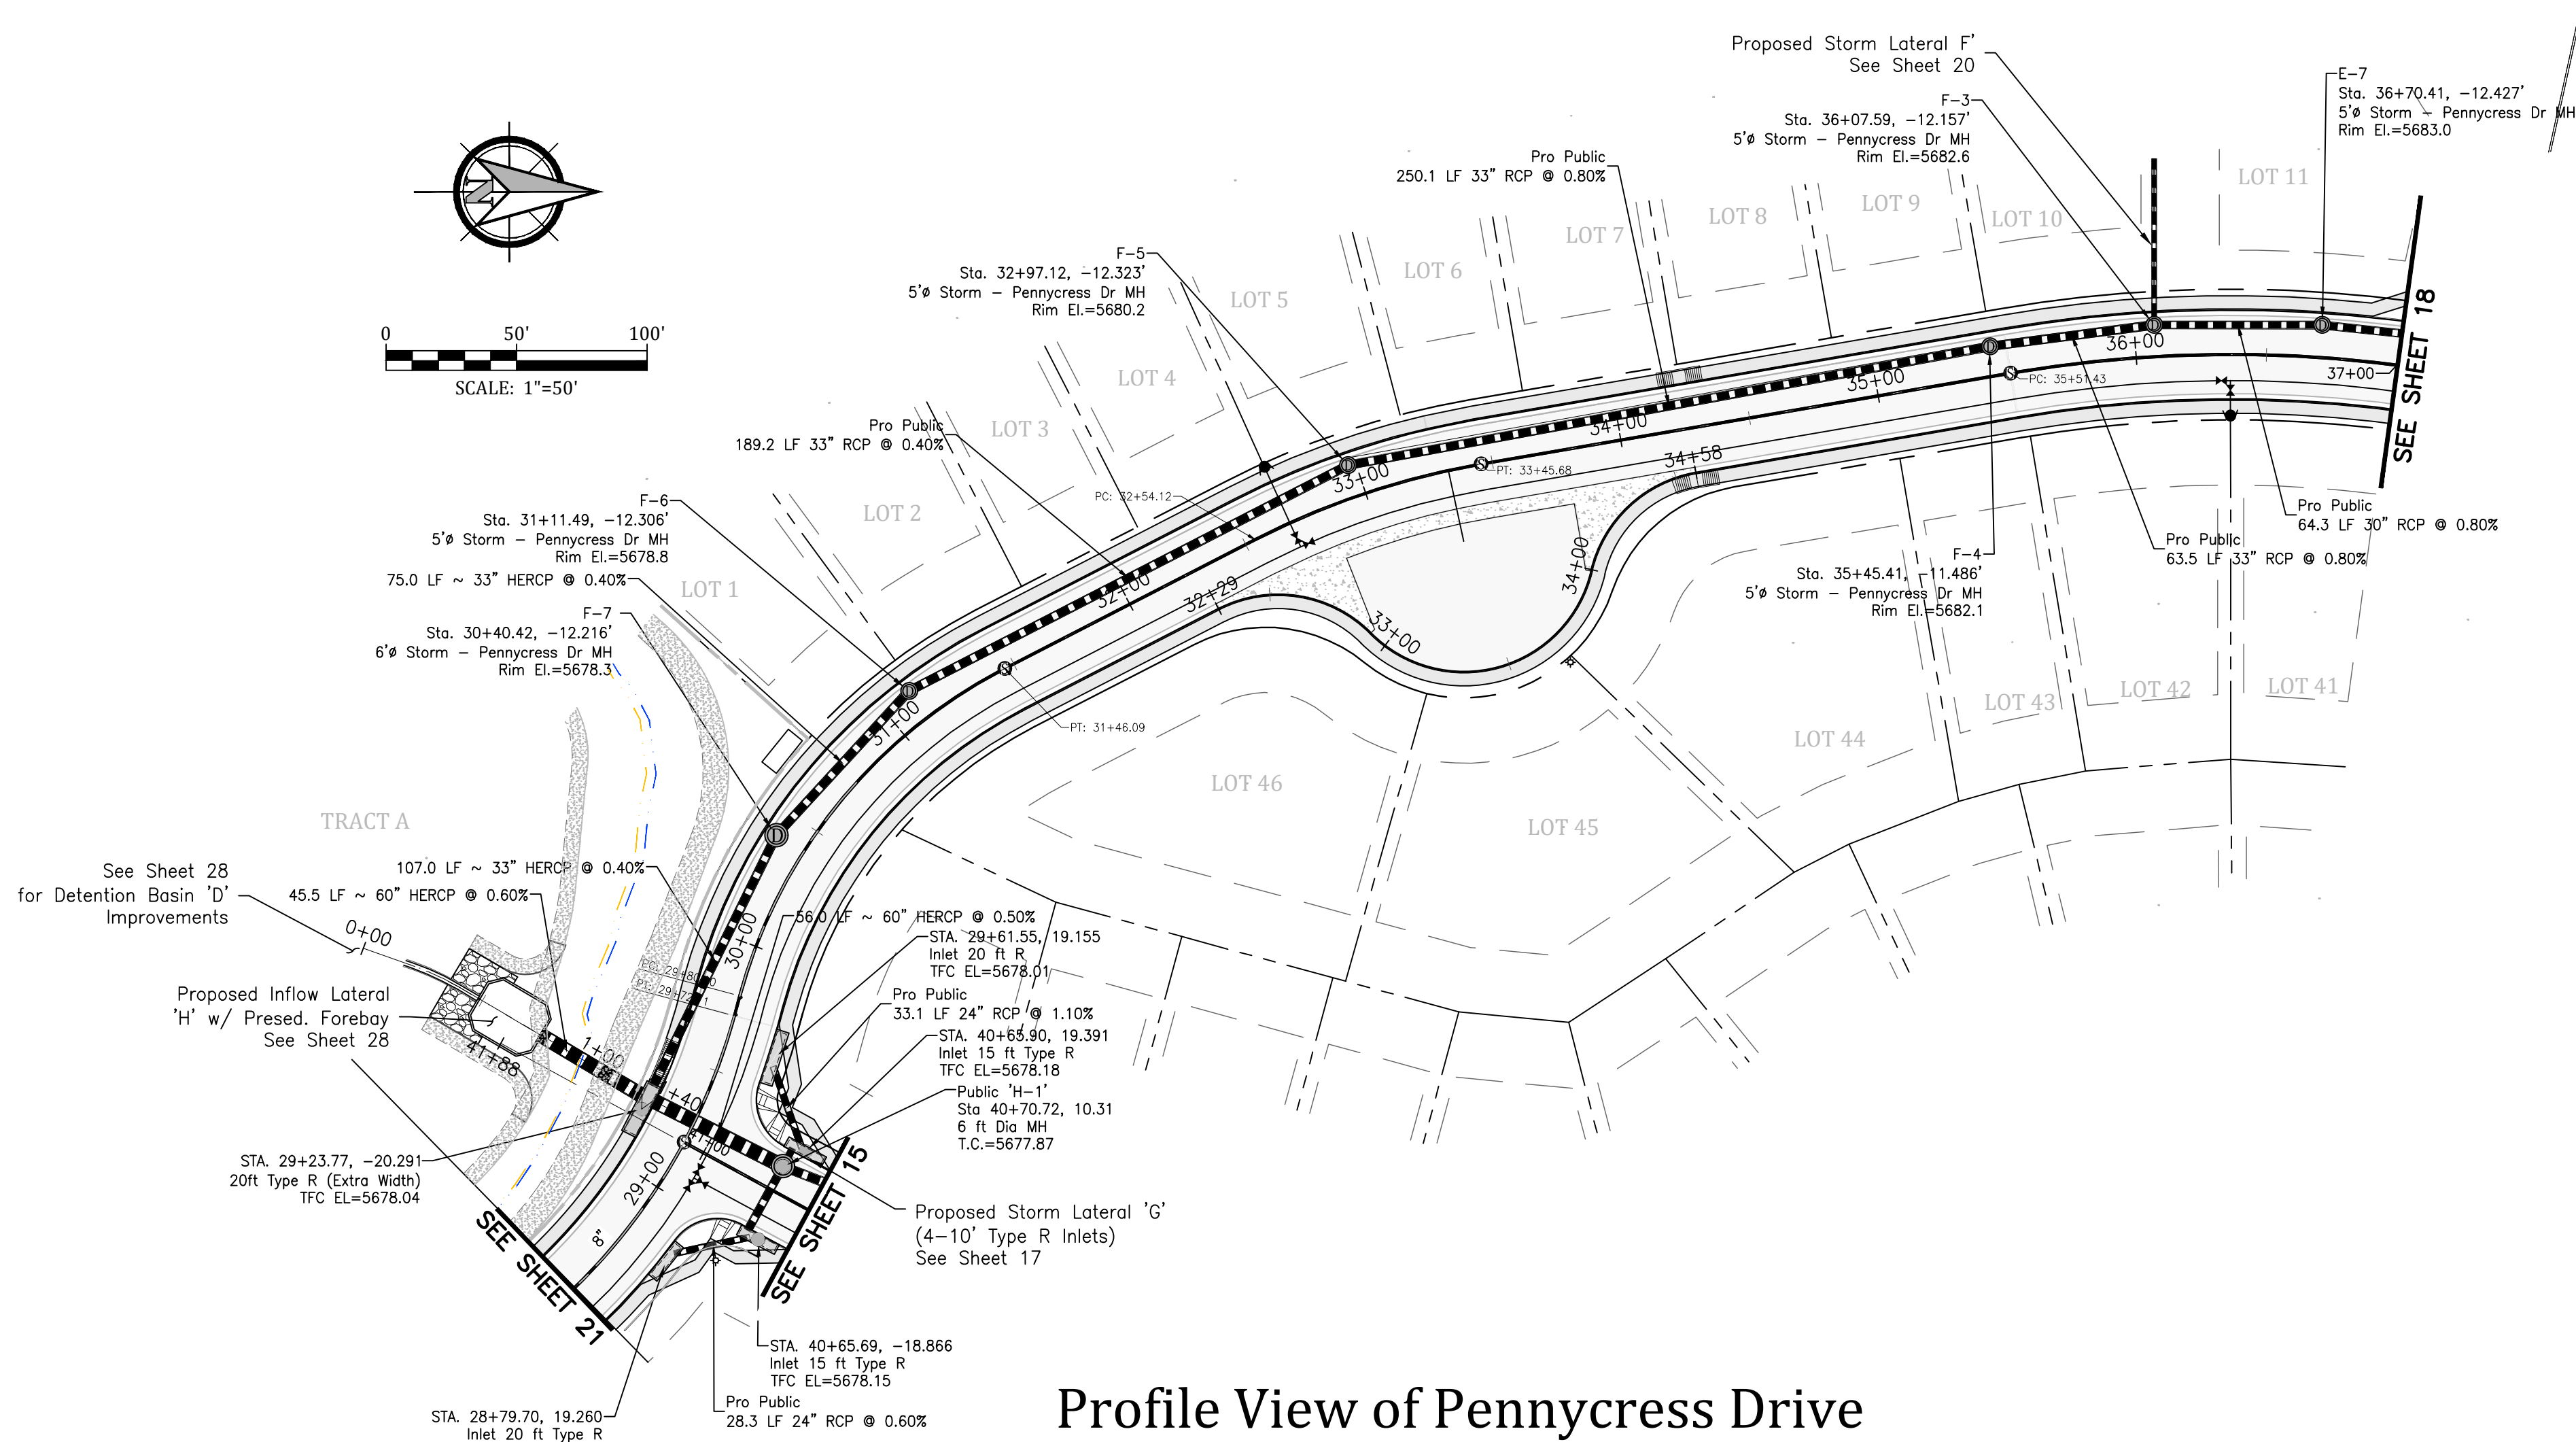 Proposed Storm Lateral F'
See Sheet 20
E-7
Sta. 36+70.41, -12.427'
5'ø Storm - Pennycress Dr MH
Rim El.=5683.0
F-3
Sta. 36+07.59, -12.157'
5'ø Storm - Pennycress Dr MH
Rim El.=5682.6
Pro Public
250.1 LF 33" RCP @ 0.80%
LOT 11
LOT 10
LOT 9
LOT 8
LOT 7
LOT 6
LOT 5
LOT 4
LOT 3
LOT 2
LOT 1
N
0 50' 100'
SCALE: 1"=50'
F-5
Sta. 32+97.12, -12.323'
5'ø Storm - Pennycress Dr MH
Rim El.=5680.2
Pro Public
189.2 LF 33" RCP @ 0.40%
F-6
Sta. 31+11.49, -12.306'
5'ø Storm - Pennycress Dr MH
Rim El.=5678.8
75.0 LF ~ 33" HERCP @ 0.40%
F-7
Sta. 30+40.42, -12.216'
6'ø Storm - Pennycress Dr MH
Rim El.=5678.3
D
D
D
D
D
D
S
S
S
S
36+00
35+00
34+00
33+00
32+00
31+00
30+00
29+00
37+00
SEE SHEET 18
PC: 35+51.43
PT: 33+45.68
PC: 32+54.12
PT: 31+46.09
34+58
34+00
33+00
32+29
F-4
Sta. 35+45.41, -11.486'
5'ø Storm - Pennycress Dr MH
Rim El.=5682.1
Pro Public
63.5 LF 33" RCP @ 0.80%
Pro Public
64.3 LF 30" RCP @ 0.80%
LOT 41
LOT 42
LOT 43
LOT 44
LOT 45
LOT 46
TRACT A
See Sheet 28
for Detention Basin 'D'
Improvements
107.0 LF ~ 33" HERCP @ 0.40%
45.5 LF ~ 60" HERCP @ 0.60%
0+00
Proposed Inflow Lateral
'H' w/ Presed. Forebay
See Sheet 28
41+88
1+00
+40
56.0 LF ~ 60" HERCP @ 0.50%
STA. 29+61.55, 19.155
Inlet 20 ft R
TFC EL=5678.01
Pro Public
33.1 LF 24" RCP @ 1.10%
STA. 40+65.90, 19.391
Inlet 15 ft Type R
TFC EL=5678.18
Public 'H-1'
Sta 40+70.72, 10.31
6 ft Dia MH
T.C.=5677.87
STA. 29+23.77, -20.291
20ft Type R (Extra Width)
TFC EL=5678.04
8"
SEE SHEET 21
SEE SHEET 15
Proposed Storm Lateral 'G'
(4-10' Type R Inlets)
See Sheet 17
STA. 40+65.69, -18.866
Inlet 15 ft Type R
TFC EL=5678.15
Pro Public
28.3 LF 24" RCP @ 0.60%
STA. 28+79.70, 19.260
Inlet 20 ft Type R
Profile View of Pennycress Drive